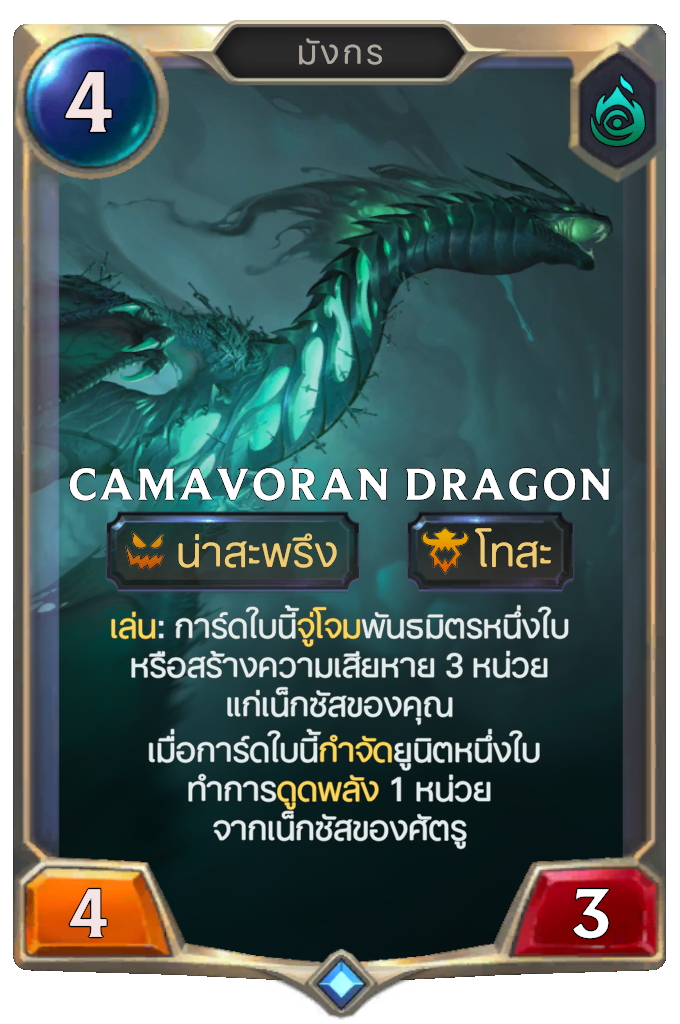 มังกร
4
CAMAVORAN DRAGON
น่าสะพรึง โทสะ
เล่น: การ์ดใบนี้จู่โจมพันธมิตรหนึ่งใบ
หรือสร้างความเสียหาย 3 หน่วย
แก่เน็กซัสของคุณ
เมื่อการ์ดใบนี้กำจัดยูนิตหนึ่งใบ
ทำการดูดพลัง 1 หน่วย
จากเน็กซัสของศัตรู
4 3